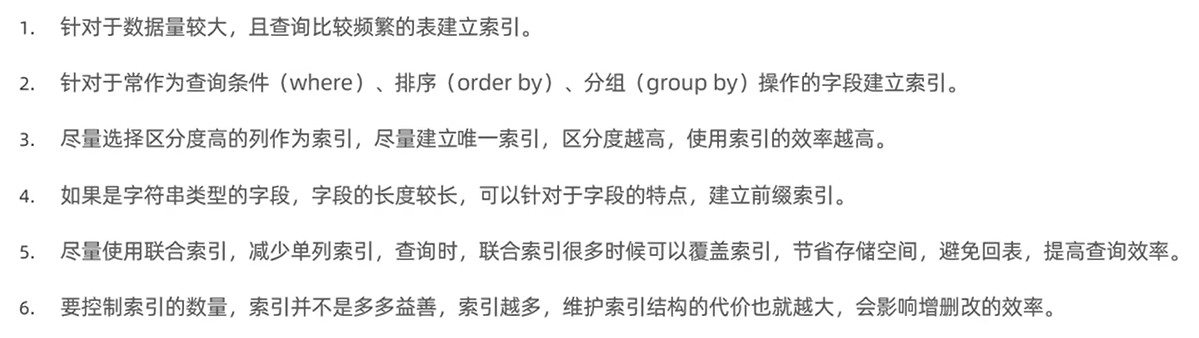 1. 针对于数据量较大，且查询比较频繁的表建立索引。
2. 针对于常作为查询条件（where）、排序（order by）、分组（group by）操作的字段建立索引。
3. 尽量选择区分度高的列作为索引，尽量建立唯一索引，区分度越高，使用索引的效率越高。
4. 如果是字符串类型的字段，字段的长度较长，可以针对于字段的特点，建立前缀索引。
5. 尽量使用联合索引，减少单列索引，查询时，联合索引很多时候可以覆盖索引，节省存储空间，避免回表，提高查询效率。
6. 要控制索引的数量，索引并不是多多益善，索引越多，维护索引结构的代价也就越大，会影响增删改的效率。